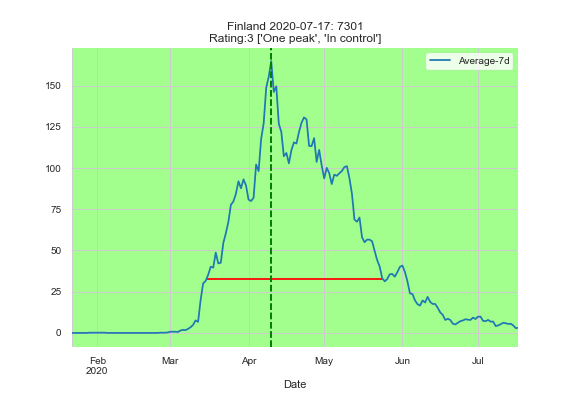 Finland 2020-07-17: 7301
Rating:3 ['One peak', 'In control']
Average-7d
150
125
100
75
50
25
0
Feb Mar Apr May Jun Jul
2020
Date